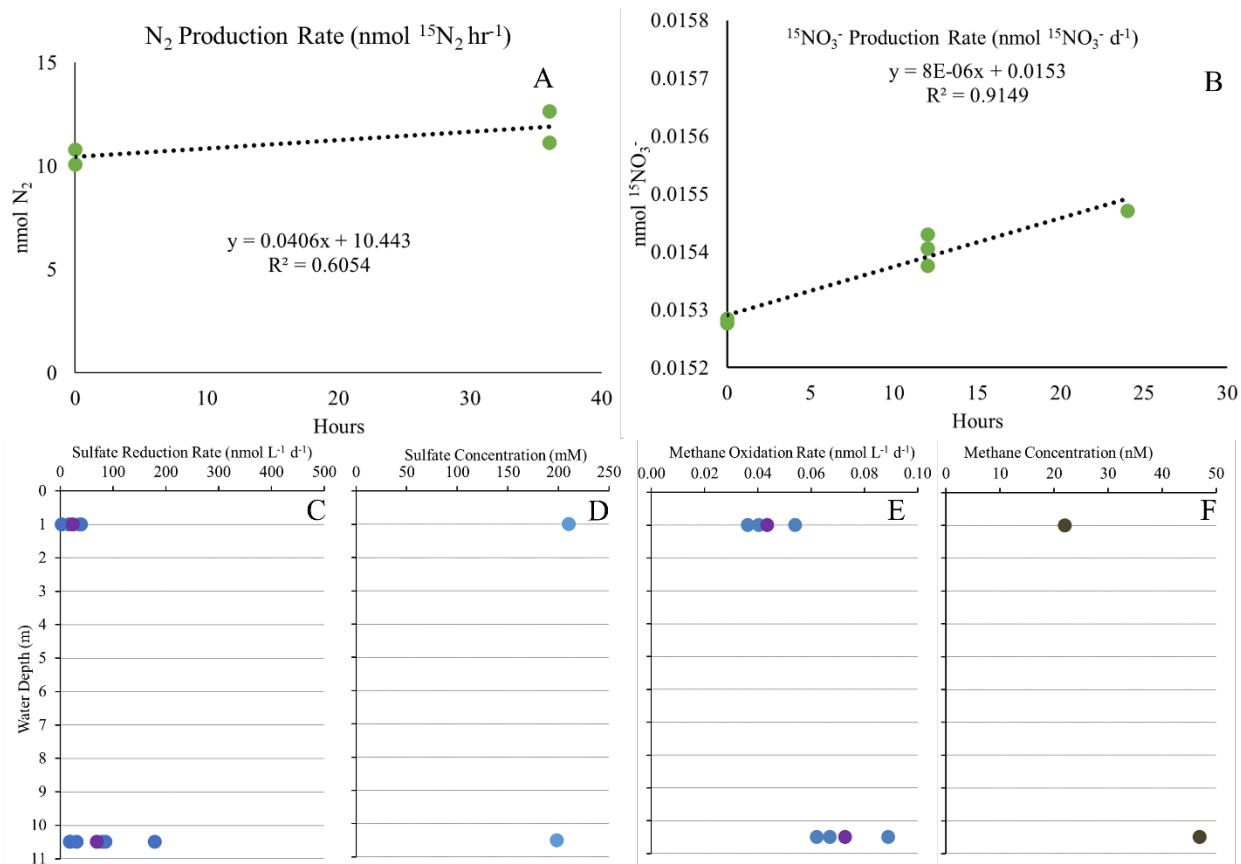 N₂ Production Rate (nmol ¹⁵N₂ hr⁻¹)
A
15
10
5
0
nmol N₂
y = 0.0406x + 10.443
R² = 0.6054
0 10 20 30 40
Hours
¹⁵NO₃⁻ Production Rate (nmol ¹⁵NO₃⁻ d⁻¹)
y = 8E-06x + 0.0153
R² = 0.9149
B
0.0158
0.0157
0.0156
0.0155
0.0154
0.0153
0.0152
nmol ¹⁵NO₃⁻
0 5 10 15 20 25 30
Hours
Sulfate Reduction Rate (nmol L⁻¹ d⁻¹)
0 100 200 300 400 500
C
Water Depth (m)
0
1
2
3
4
5
6
7
8
9
10
11
Sulfate Concentration (mM)
0 50 100 150 200 250
D
Methane Oxidation Rate (nmol L⁻¹ d⁻¹)
0.00 0.02 0.04 0.06 0.08 0.10
E
Methane Concentration (nM)
0 10 20 30 40 50
F